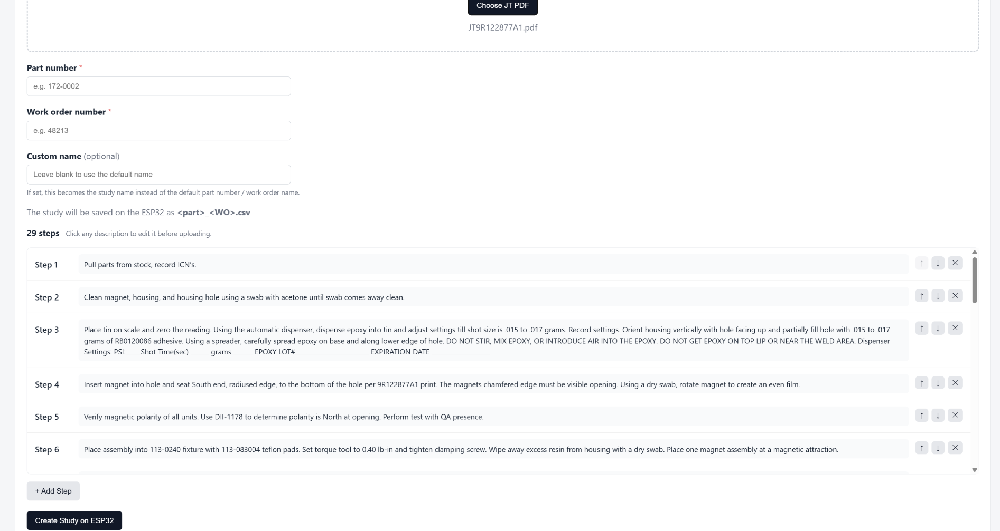 Choose JT PDF
JT9R122877A1.pdf
Part number *
e.g. 172-0002
Work order number *
e.g. 48213
Custom name (optional)
Leave blank to use the default name
If set, this becomes the study name instead of the default part number / work order name.
The study will be saved on the ESP32 as <part>_<WO>.csv
29 steps Click any description to edit it before uploading.
Step 1 Pull parts from stock, record ICN's. ↑ ↓ ×
Step 2 Clean magnet, housing, and housing hole using a swab with acetone until swab comes away clean. ↑ ↓ ×
Step 3 Place tin on scale and zero the reading. Using the automatic dispenser, dispense epoxy into tin and adjust settings till shot size is .015 to .017 grams. Record settings. Orient housing vertically with hole facing up and partially fill hole with .015 to .017 ↑ ↓ ×
grams of RB0120086 adhesive. Using a spreader, carefully spread epoxy on base and along lower edge of hole. DO NOT STIR, MIX EPOXY, OR INTRODUCE AIR INTO THE EPOXY. DO NOT GET EPOXY ON TOP LIP OR NEAR THE WELD AREA. Dispenser
Settings: PSI:_____Shot Time(sec) ______ grams_______ EPOXY LOT#________________________ EXPIRATION DATE ___________________
Step 4 Insert magnet into hole and seat South end, radiused edge, to the bottom of the hole per 9R122877A1 print. The magnets chamfered edge must be visible opening. Using a dry swab, rotate magnet to create an even film. ↑ ↓ ×
Step 5 Verify magnetic polarity of all units. Use DII-1178 to determine polarity is North at opening. Perform test with QA presence. ↑ ↓ ×
Step 6 Place assembly into 113-0240 fixture with 113-083004 teflon pads. Set torque tool to 0.40 lb-in and tighten clamping screw. Wipe away excess resin from housing with a dry swab. Place one magnet assembly at a magnetic attraction. ↑ ↓ ×
+ Add Step
Create Study on ESP32